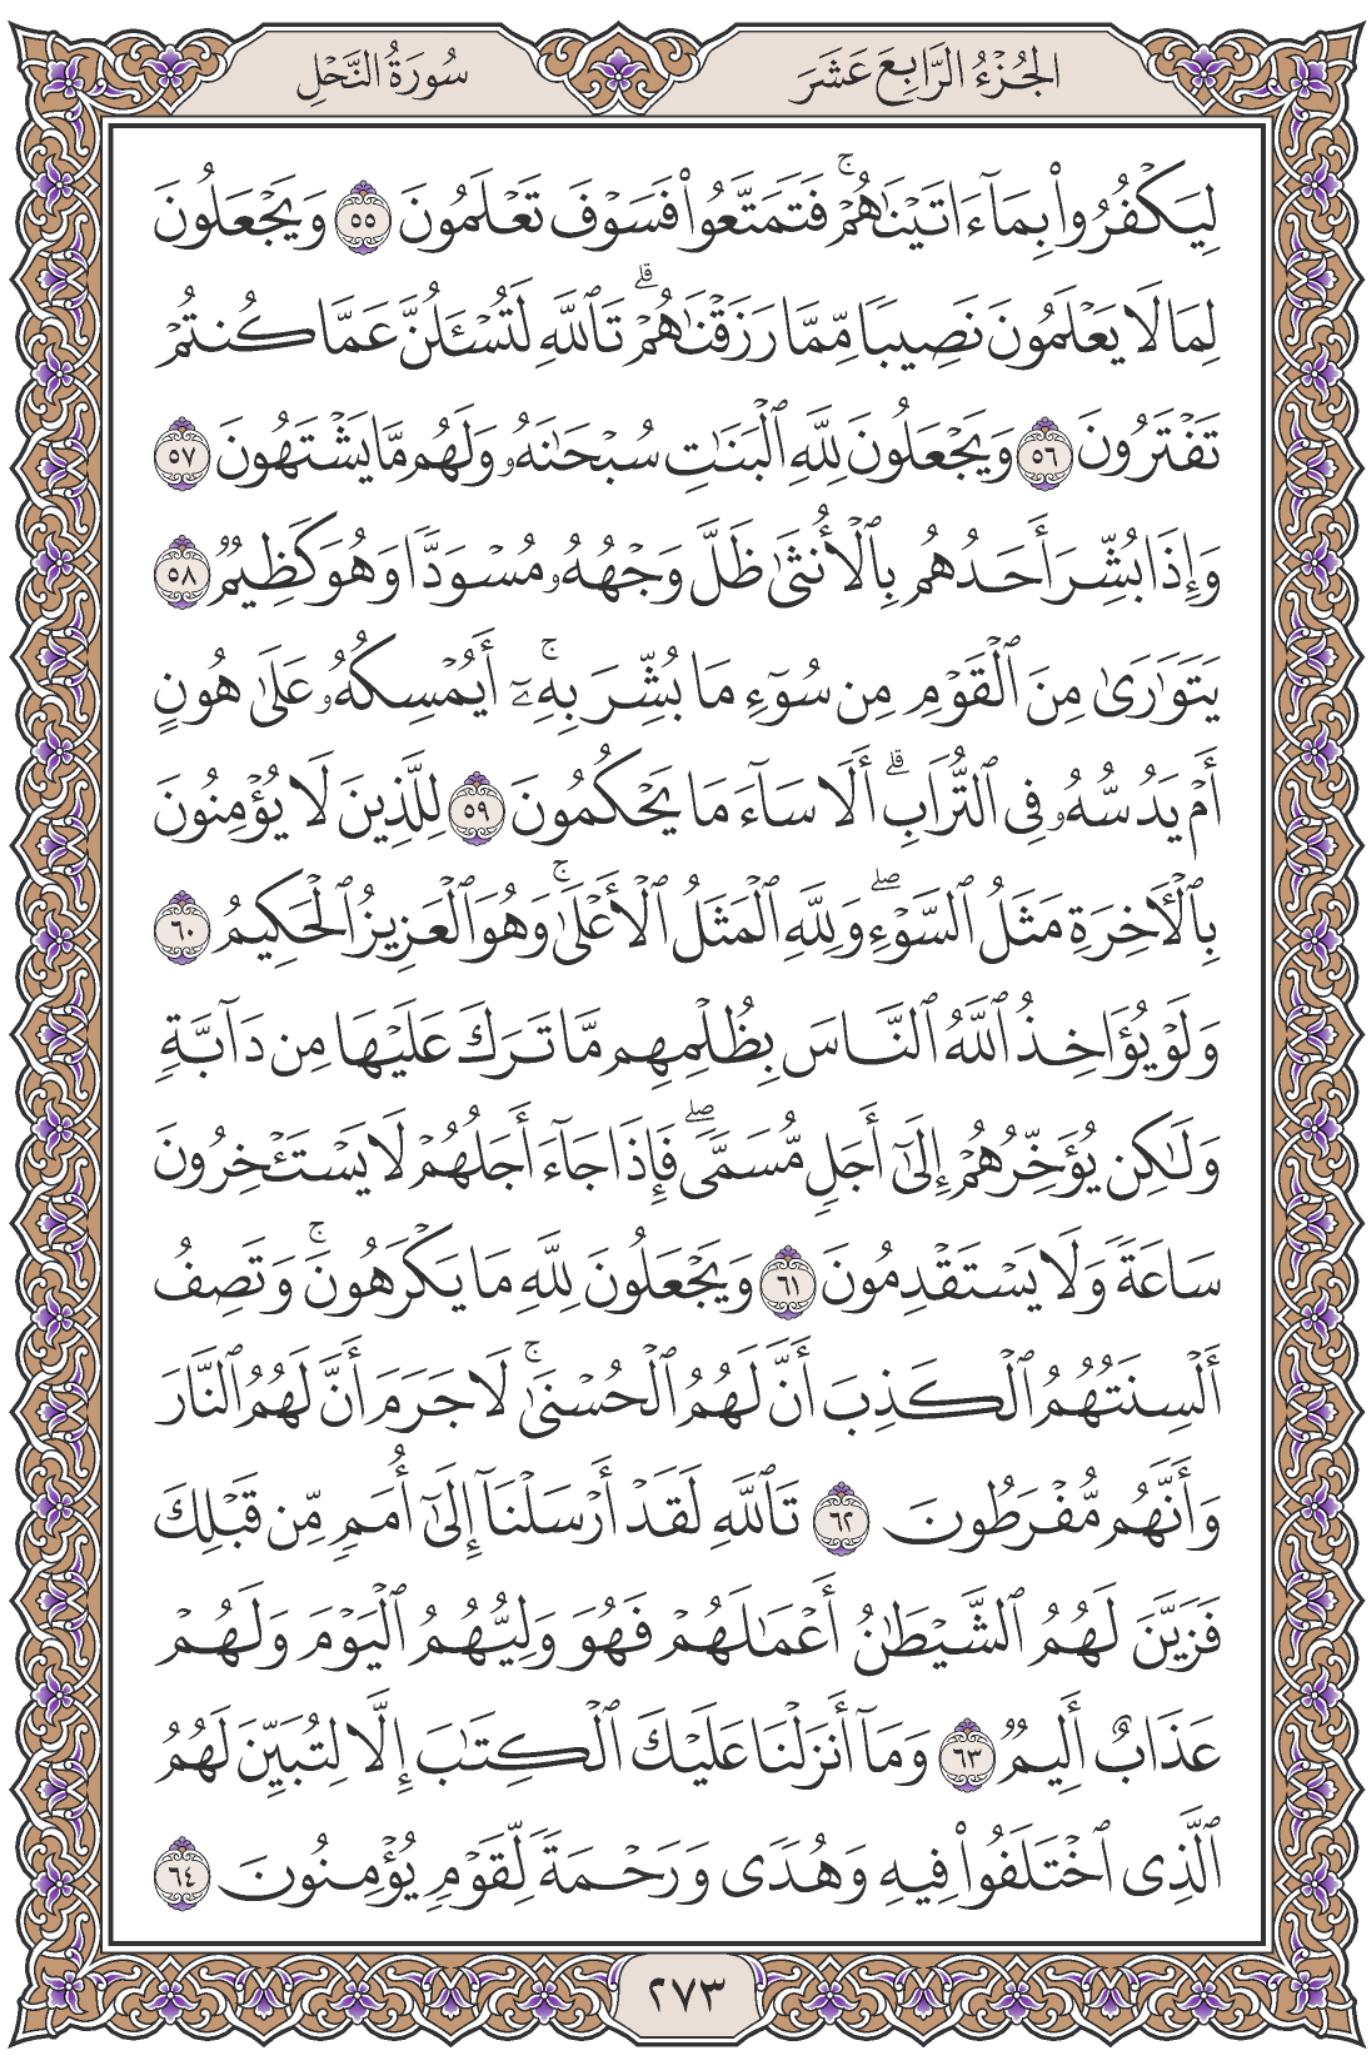 الجُزْءُ الرَّابِعَ عَشَرَ
سُورَةُ النَّحْلِ
لِيَكْفُرُوا۟ بِمَآ ءَاتَيْنَـٰهُمْ ۚ فَتَمَتَّعُوا۟ فَسَوْفَ تَعْلَمُونَ ٥٥ وَيَجْعَلُونَ
لِمَا لَا يَعْلَمُونَ نَصِيبًا مِّمَّا رَزَقْنَـٰهُمْ ۗ تَٱللَّهِ لَتُسْـَٔلُنَّ عَمَّا كُنتُمْ
تَفْتَرُونَ ٥٦ وَيَجْعَلُونَ لِلَّهِ ٱلْبَنَـٰتِ سُبْحَـٰنَهُۥ وَلَهُم مَّا يَشْتَهُونَ ٥٧
وَإِذَا بُشِّرَ أَحَدُهُم بِٱلْأُنثَىٰ ظَلَّ وَجْهُهُۥ مُسْوَدًّا وَهُوَ كَظِيمٌ ٥٨
يَتَوَٰرَىٰ مِنَ ٱلْقَوْمِ مِن سُوٓءِ مَا بُشِّرَ بِهِۦٓ ۚ أَيُمْسِكُهُۥ عَلَىٰ هُونٍ
أَمْ يَدُسُّهُۥ فِى ٱلتُّرَابِ ۗ أَلَا سَآءَ مَا يَحْكُمُونَ ٥٩ لِلَّذِينَ لَا يُؤْمِنُونَ
بِٱلْـَٔاخِرَةِ مَثَلُ ٱلسَّوْءِ ۖ وَلِلَّهِ ٱلْمَثَلُ ٱلْأَعْلَىٰ ۚ وَهُوَ ٱلْعَزِيزُ ٱلْحَكِيمُ ٦٠
وَلَوْ يُؤَاخِذُ ٱللَّهُ ٱلنَّاسَ بِظُلْمِهِم مَّا تَرَكَ عَلَيْهَا مِن دَآبَّةٍ
وَلَـٰكِن يُؤَخِّرُهُمْ إِلَىٰٓ أَجَلٍ مُّسَمًّى ۖ فَإِذَا جَآءَ أَجَلُهُمْ لَا يَسْتَـْٔخِرُونَ
سَاعَةً وَلَا يَسْتَقْدِمُونَ ٦١ وَيَجْعَلُونَ لِلَّهِ مَا يَكْرَهُونَ ۚ وَتَصِفُ
أَلْسِنَتُهُمُ ٱلْكَذِبَ أَنَّ لَهُمُ ٱلْحُسْنَىٰ ۚ لَا جَرَمَ أَنَّ لَهُمُ ٱلنَّارَ
وَأَنَّهُم مُّفْرَطُونَ ٦٢ تَٱللَّهِ لَقَدْ أَرْسَلْنَآ إِلَىٰٓ أُمَمٍ مِّن قَبْلِكَ
فَزَيَّنَ لَهُمُ ٱلشَّيْطَـٰنُ أَعْمَـٰلَهُمْ فَهُوَ وَلِيُّهُمُ ٱلْيَوْمَ وَلَهُمْ
عَذَابٌ أَلِيمٌ ٦٣ وَمَآ أَنزَلْنَا عَلَيْكَ ٱلْكِتَـٰبَ إِلَّا لِتُبَيِّنَ لَهُمُ
ٱلَّذِى ٱخْتَلَفُوا۟ فِيهِ وَهُدًى وَرَحْمَةً لِّقَوْمٍ يُؤْمِنُونَ ٦٤
٢٧٣